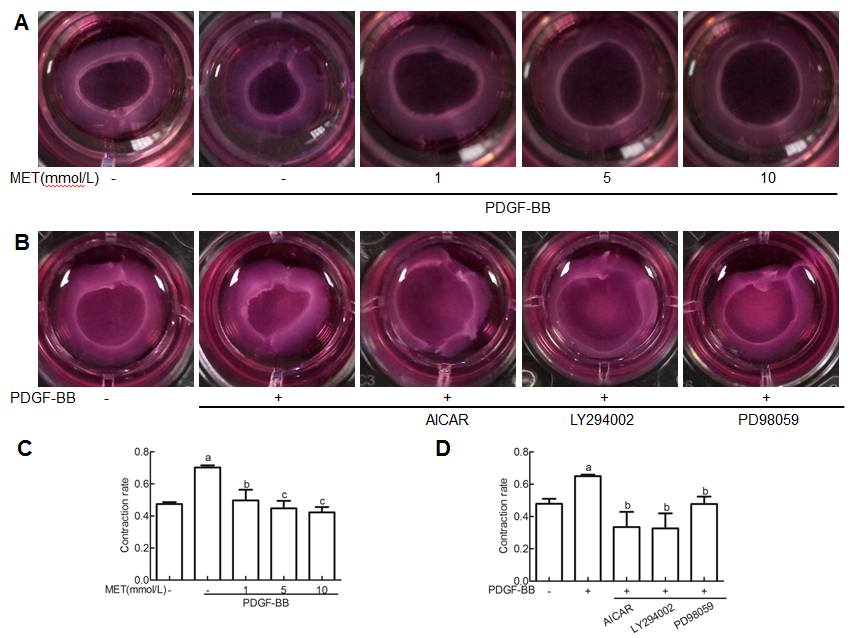 A
MET(mmol/L) - - 1 5 10
PDGF-BB
B
PDGF-BB - + + + +
AICAR LY294002 PD98059
C D
0.8 a
0.6 b
0.4 c c
0.2
0.0
Contraction rate
MET(mmol/L)- - 1 5 10
PDGF-BB
0.8
0.6 a
0.4 b b b
0.2
0.0
Contraction rate
PDGF-BB - + + + +
AICAR LY294002 PD98059